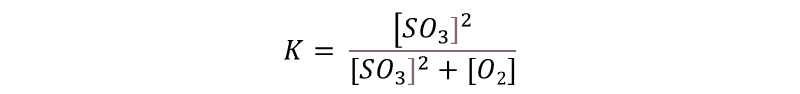 K = [SO₃]² / [SO₃]² + [O₂]